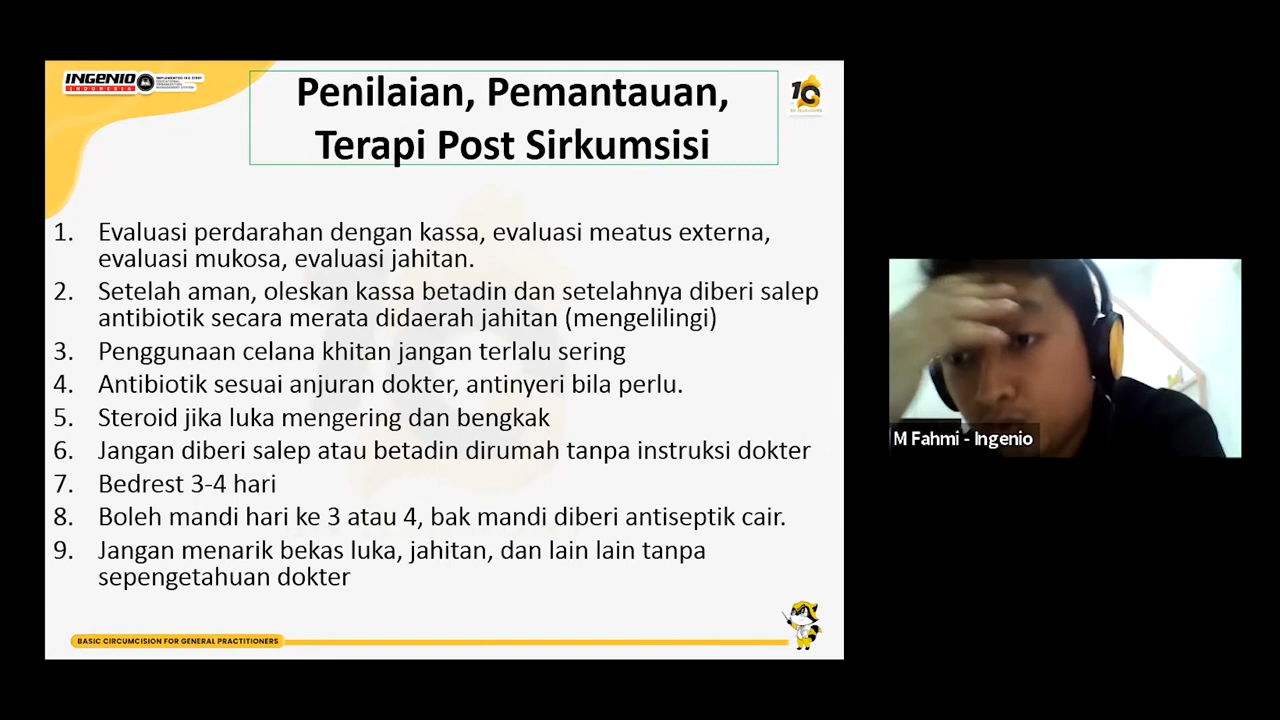 INGENIO
INDONESIA
Penilaian, Pemantauan,
Terapi Post Sirkumsisi
1. Evaluasi perdarahan dengan kassa, evaluasi meatus externa,
evaluasi mukosa, evaluasi jahitan.
2. Setelah aman, oleskan kassa betadin dan setelahnya diberi salep
antibiotik secara merata didaerah jahitan (mengelilingi)
3. Penggunaan celana khitan jangan terlalu sering
4. Antibiotik sesuai anjuran dokter, antinyeri bila perlu.
5. Steroid jika luka mengering dan bengkak
6. Jangan diberi salep atau betadin dirumah tanpa instruksi dokter
7. Bedrest 3-4 hari
8. Boleh mandi hari ke 3 atau 4, bak mandi diberi antiseptik cair.
9. Jangan menarik bekas luka, jahitan, dan lain lain tanpa
sepengetahuan dokter
BASIC CIRCUMCISION FOR GENERAL PRACTITIONERS
M Fahmi - Ingenio